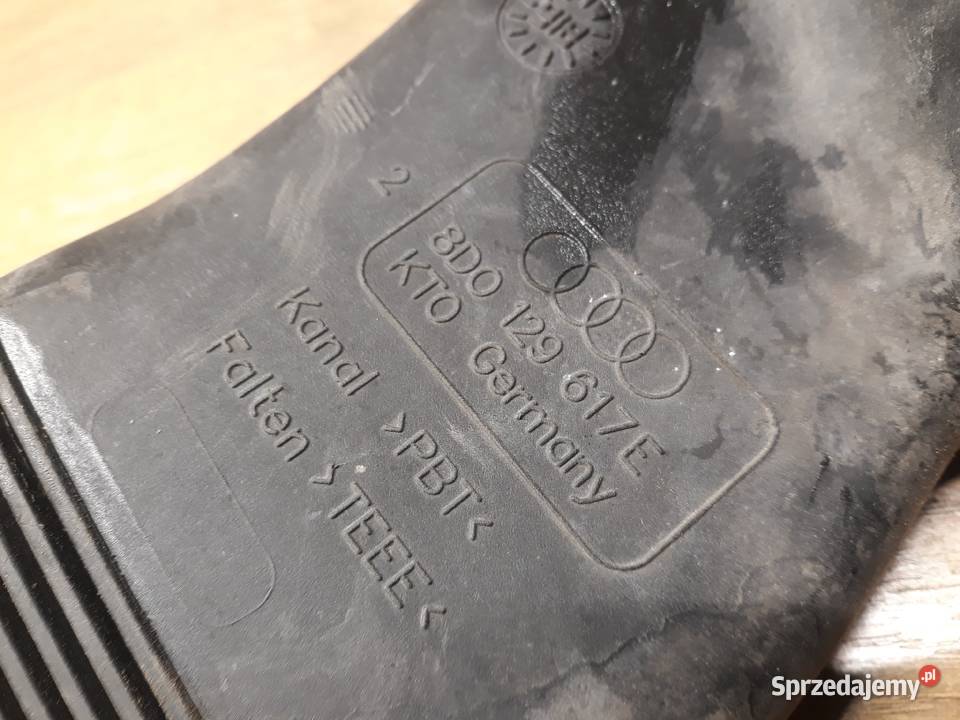 2
8D0 129 617 E
KTO Germany
Kanal >PBT<
Falten >TEEE<
Sprzedajemy.pl